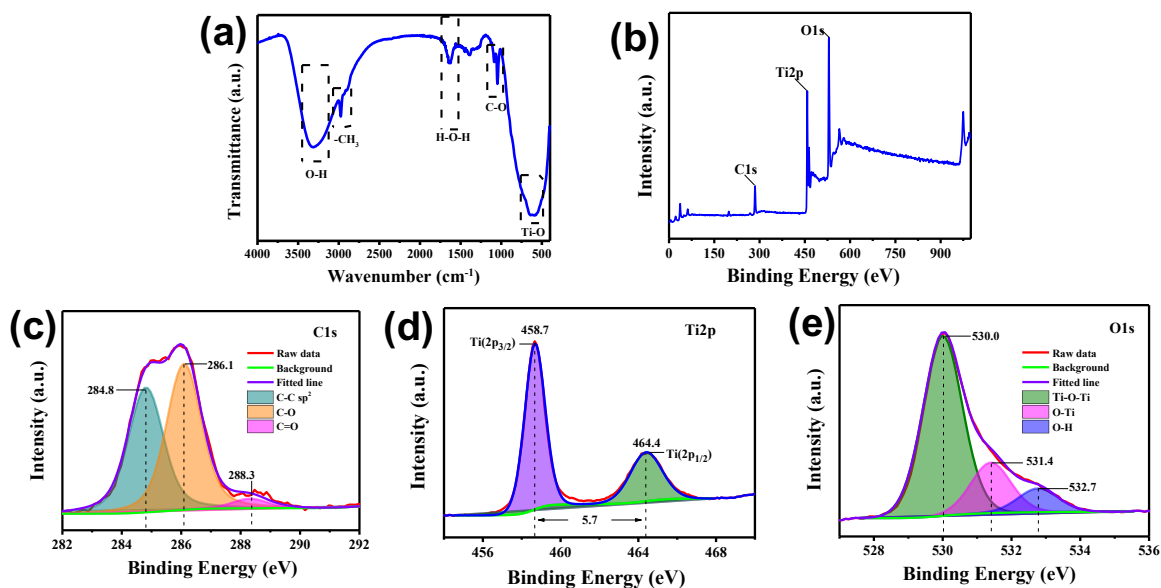 (a)
Transmittance (a.u.)
O-H
-CH₃
H-O-H
C-O
Ti-O
4000 3500 3000 2500 2000 1500 1000 500
Wavenumber (cm⁻¹)
(b)
Intensity (a.u.)
O1s
Ti2p
C1s
0 150 300 450 600 750 900
Binding Energy (eV)
(c)
C1s
Intensity (a.u.)
284.8
286.1
288.3
Raw data
Background
Fitted line
C-C sp²
C-O
C=O
282 284 286 288 290 292
Binding Energy (eV)
(d)
Ti2p
Intensity (a.u.)
458.7
Ti(2p₃/₂)
464.4
Ti(2p₁/₂)
5.7
456 460 464 468
Binding Energy (eV)
(e)
O1s
Intensity (a.u.)
530.0
Raw data
Background
Fitted line
Ti-O-Ti
O-Ti
O-H
531.4
532.7
528 530 532 534 536
Binding Energy (eV)